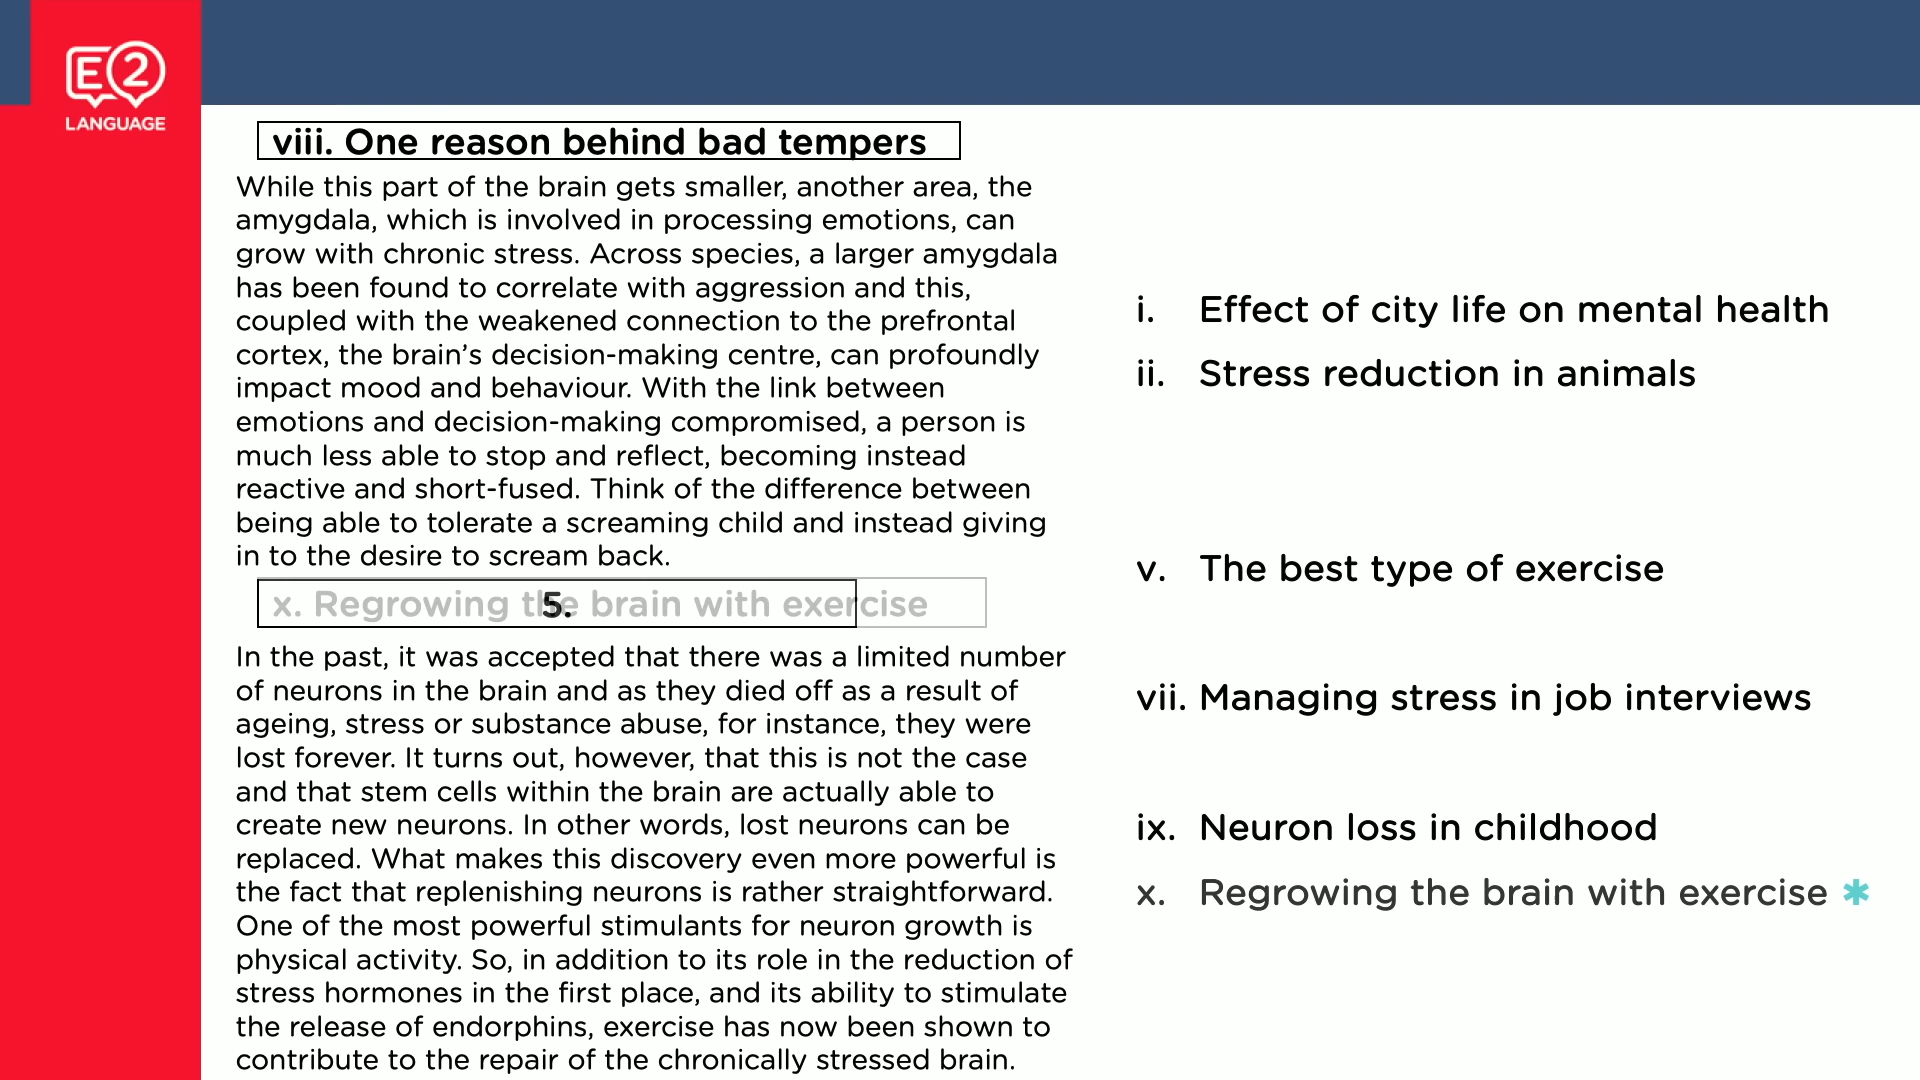 E2
LANGUAGE
viii. One reason behind bad tempers
While this part of the brain gets smaller, another area, the
amygdala, which is involved in processing emotions, can
grow with chronic stress. Across species, a larger amygdala
has been found to correlate with aggression and this,
coupled with the weakened connection to the prefrontal
cortex, the brain’s decision-making centre, can profoundly
impact mood and behaviour. With the link between
emotions and decision-making compromised, a person is
much less able to stop and reflect, becoming instead
reactive and short-fused. Think of the difference between
being able to tolerate a screaming child and instead giving
in to the desire to scream back.
x. Regrowing the brain with exercise
5.
In the past, it was accepted that there was a limited number
of neurons in the brain and as they died off as a result of
ageing, stress or substance abuse, for instance, they were
lost forever. It turns out, however, that this is not the case
and that stem cells within the brain are actually able to
create new neurons. In other words, lost neurons can be
replaced. What makes this discovery even more powerful is
the fact that replenishing neurons is rather straightforward.
One of the most powerful stimulants for neuron growth is
physical activity. So, in addition to its role in the reduction of
stress hormones in the first place, and its ability to stimulate
the release of endorphins, exercise has now been shown to
contribute to the repair of the chronically stressed brain.
i. Effect of city life on mental health
ii. Stress reduction in animals
v. The best type of exercise
vii. Managing stress in job interviews
ix. Neuron loss in childhood
x. Regrowing the brain with exercise *